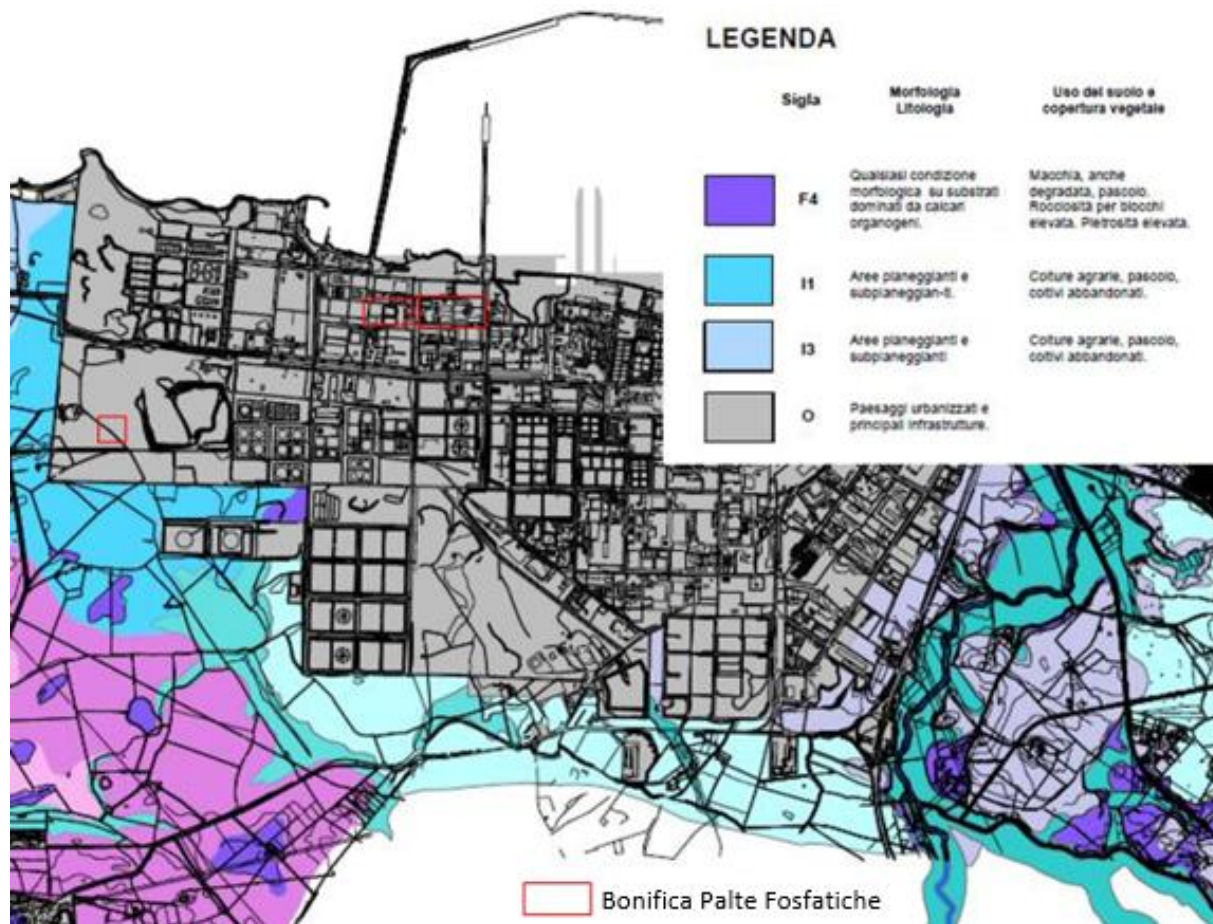 LEGENDA
Sigla
Morfologia
Litologia
Uso del suolo e
copertura vegetale
F4
Qualsiasi condizione
morfologica su substrati
dominati da calcari
organogeni.
Macchia, anche
degradata, pascolo.
Rocciosità per blocchi
elevata. Pietrosità elevata.
I1
Aree pianeggianti e
subpianeggian-ti.
Colture agrarie, pascolo,
coltivi abbandonati.
I3
Aree pianeggianti e
subpianeggianti
Colture agrarie, pascolo,
coltivi abbandonati.
O
Paesaggi urbanizzati e
principali infrastrutture.
Bonifica Palte Fosfatiche